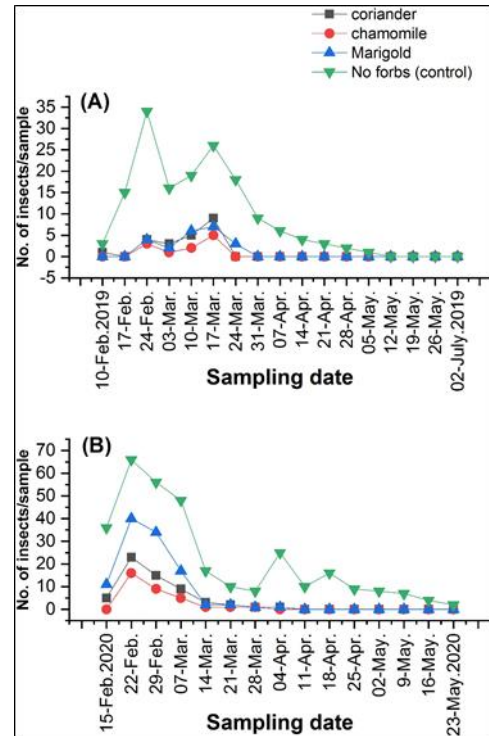 coriander
chamomile
Marigold
No forbs (control)
(A)
No. of insects/sample
35
30
25
20
15
10
5
0
-5
10-Feb.2019
17-Feb.
24-Feb.
03-Mar.
10-Mar.
17-Mar.
24-Mar.
31-Mar.
07-Apr.
14-Apr.
21-Apr.
28-Apr.
05-May.
12-May.
19-May.
26-May.
02-July.2019
Sampling date
(B)
No. of insects/sample
70
60
50
40
30
20
10
0
15-Feb.2020
22-Feb.
29-Feb.
07-Mar.
14-Mar.
21-Mar.
28-Mar.
04-Apr.
11-Apr.
18-Apr.
25-Apr.
02-May.
9-May.
16-May.
23-May.2020
Sampling date